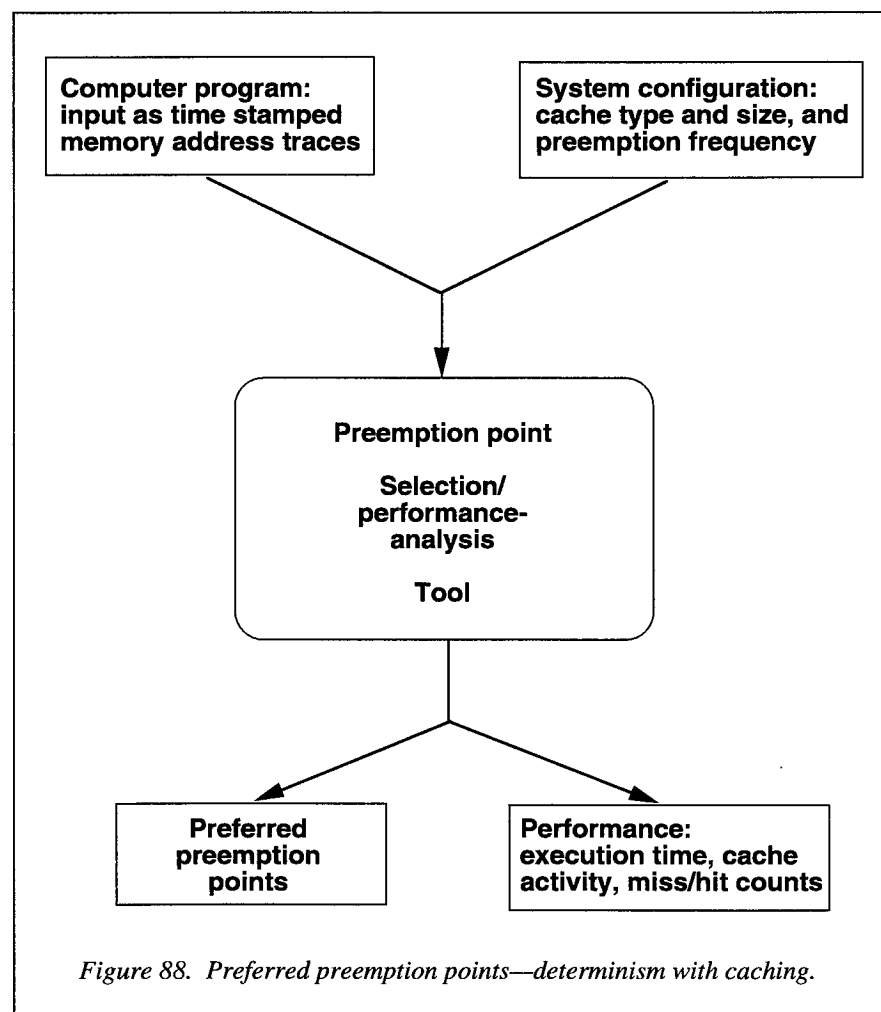 Computer program:
input as time stamped
memory address traces
System configuration:
cache type and size, and
preemption frequency
Preemption point
Selection/
performance-
analysis
Tool
Preferred
preemption
points
Performance:
execution time, cache
activity, miss/hit counts
Figure 88. Preferred preemption points—determinism with caching.